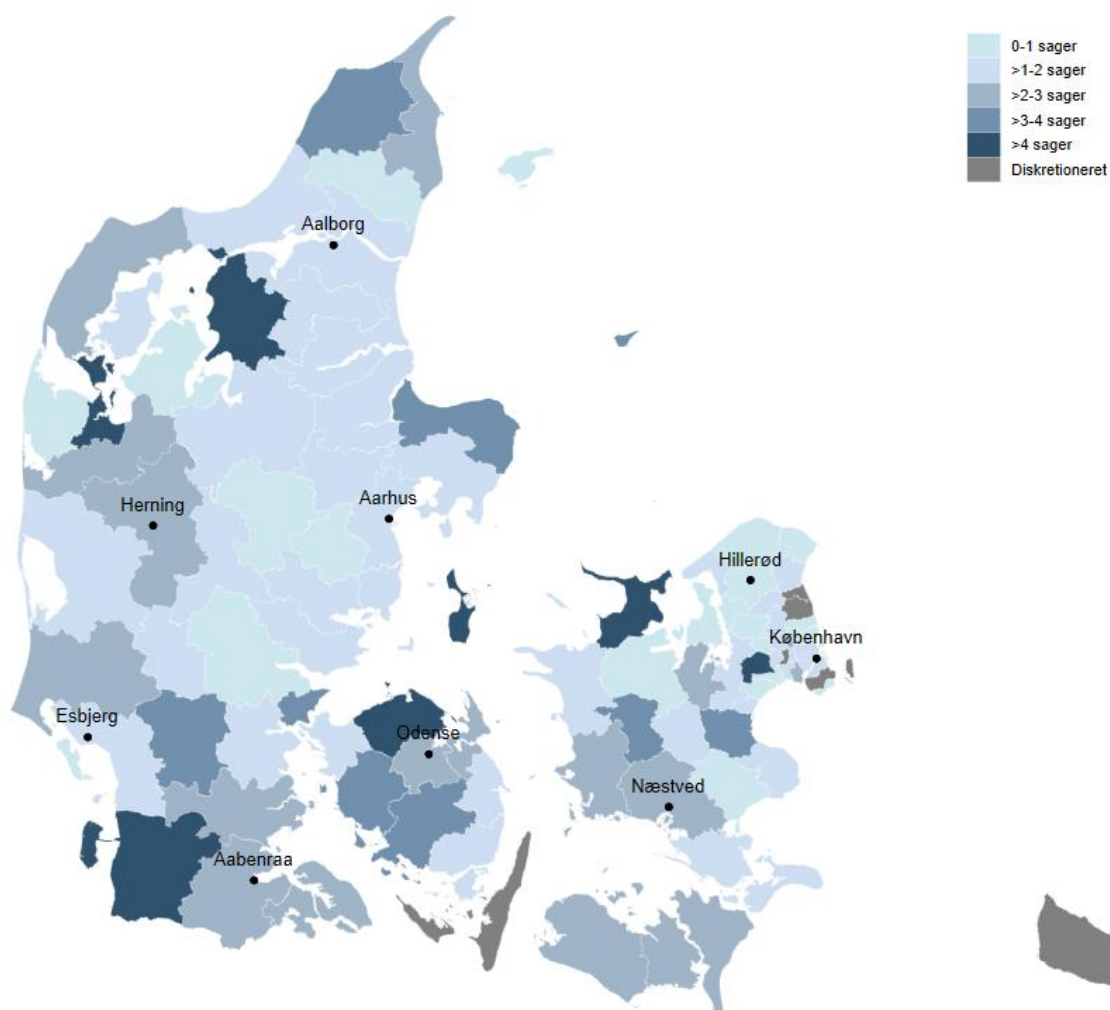 0-1 sager
>1-2 sager
>2-3 sager
>3-4 sager
>4 sager
Diskretioneret
Aalborg
Herning
Aarhus
Hillerød
København
Esbjerg
Odense
Næstved
Aabenraa